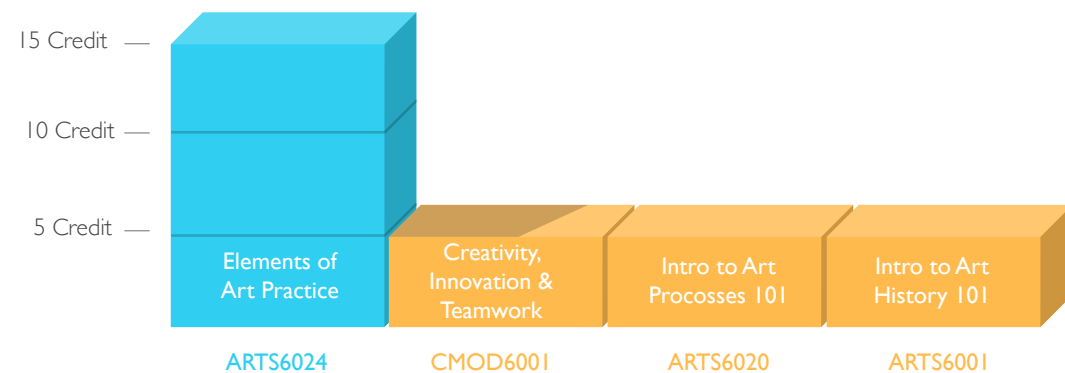 15 Credit
10 Credit
5 Credit
Elements of
Art Practice
Creativity,
Innovation &
Teamwork
Intro to Art
Procosses 101
Intro to Art
History 101
ARTS6024
CMOD6001
ARTS6020
ARTS6001